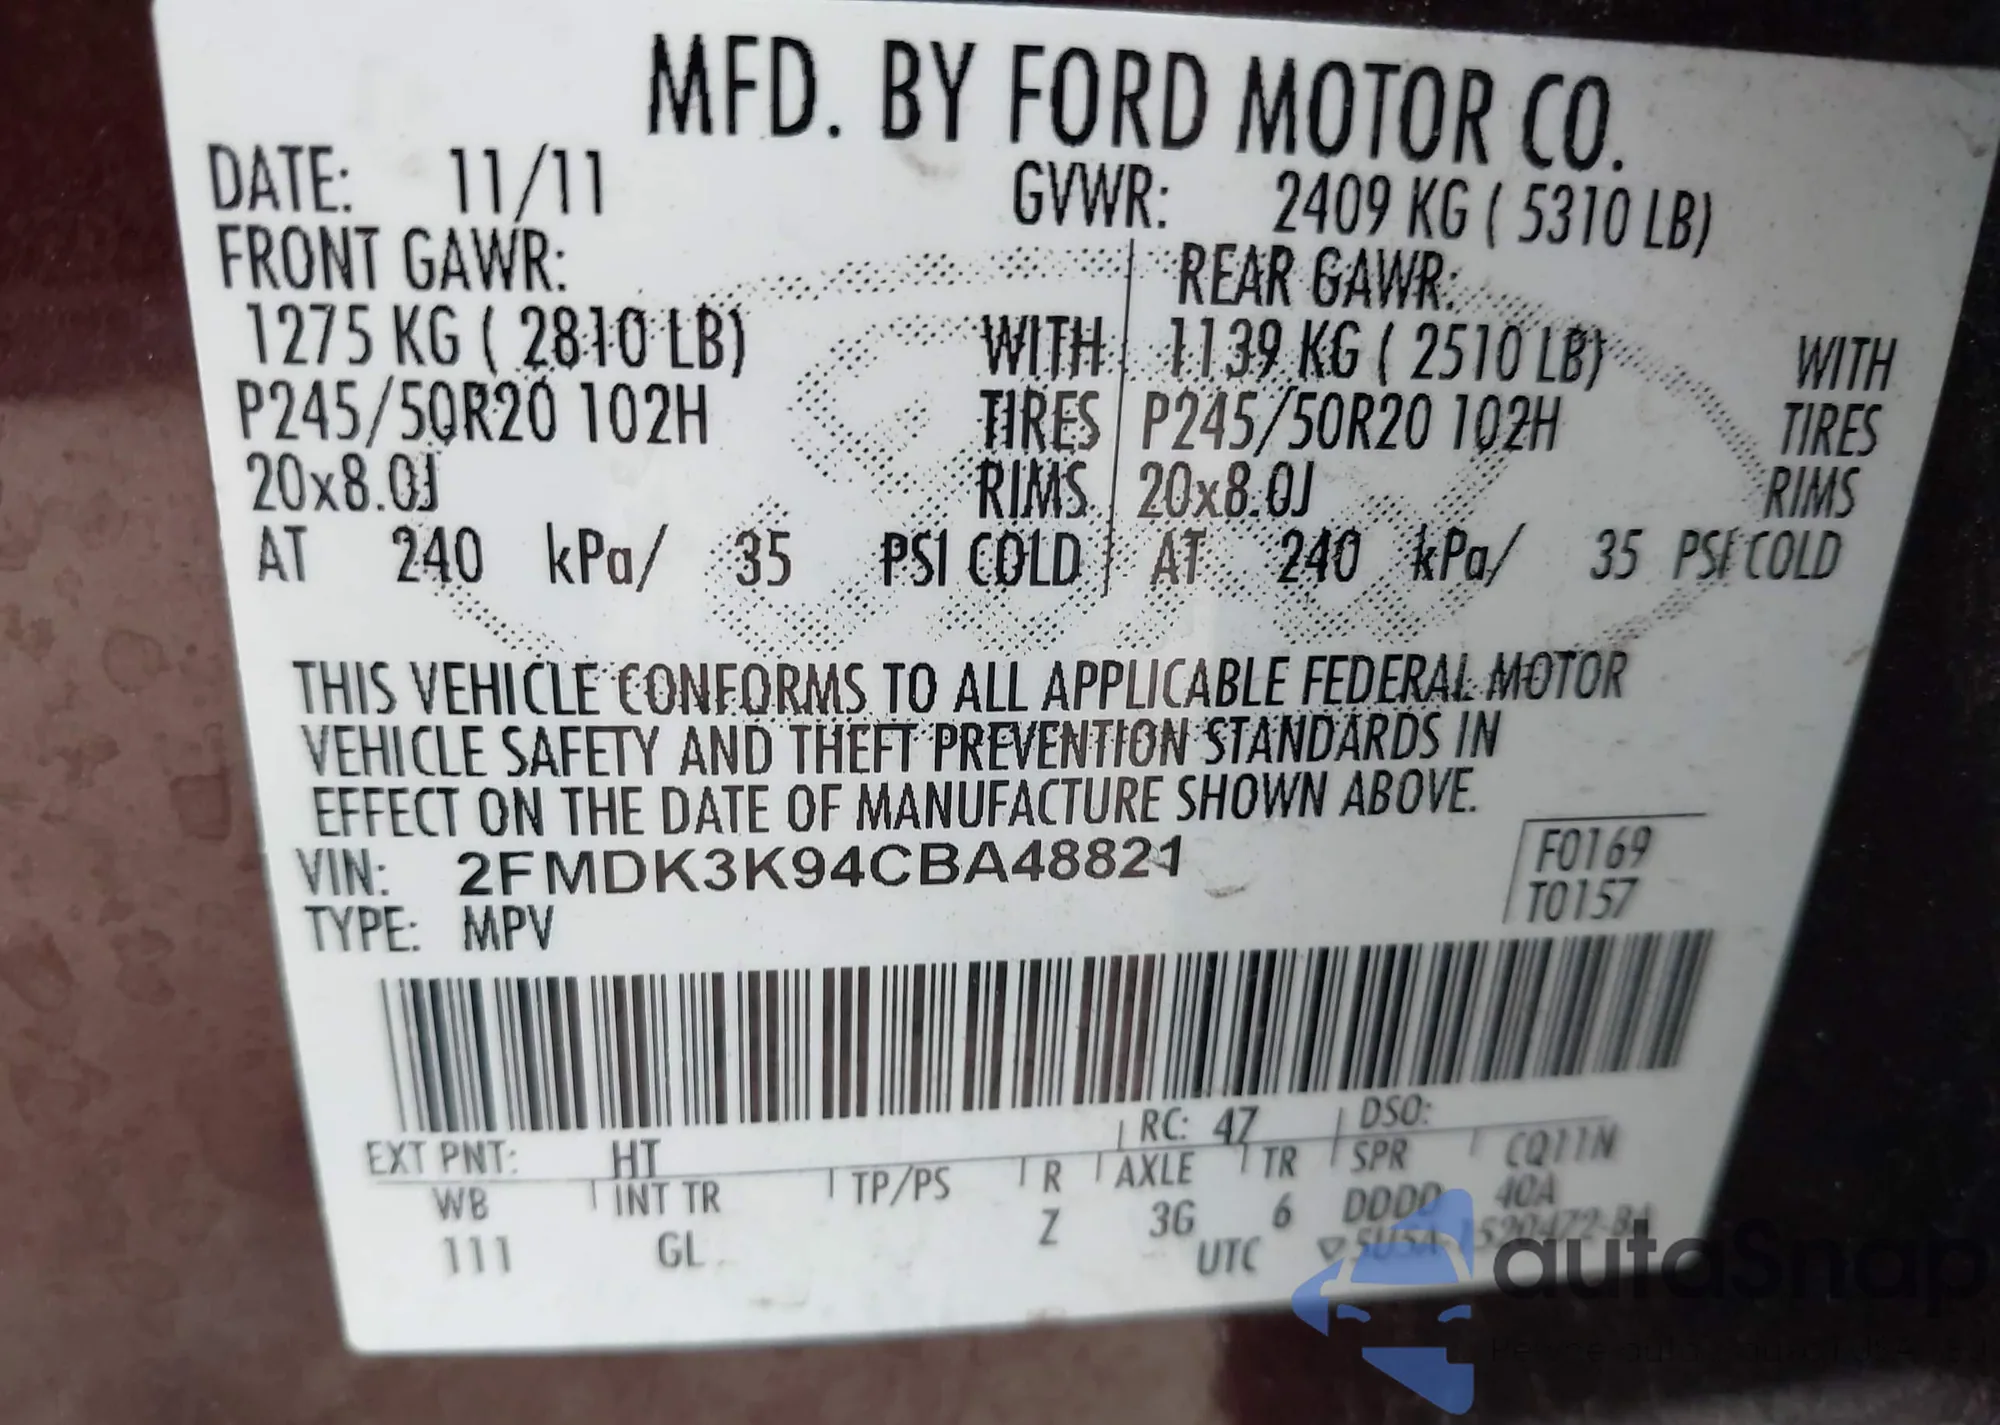 MFD. BY FORD MOTOR CO.
DATE: 11/11 GVWR: 2409 KG ( 5310 LB)
FRONT GAWR: REAR GAWR:
1275 KG ( 2810 LB) WITH 1139 KG ( 2510 LB) WITH
P245/50R20 102H TIRES P245/50R20 102H TIRES
20x8.0J RIMS 20x8.0J RIMS
AT 240 kPa/ 35 PSI COLD AT 240 kPa/ 35 PSI COLD
THIS VEHICLE CONFORMS TO ALL APPLICABLE FEDERAL MOTOR
VEHICLE SAFETY AND THEFT PREVENTION STANDARDS IN
EFFECT ON THE DATE OF MANUFACTURE SHOWN ABOVE.
VIN: 2FMDK3K94CBA48821 F0169
TYPE: MPV T0157
EXT PNT: HT RC: 47 DSO:
WB INT TR TP/PS R AXLE TR SPR CQ11N
111 GL Z 3G 6 DDDD 40A
UTC
autoSnap